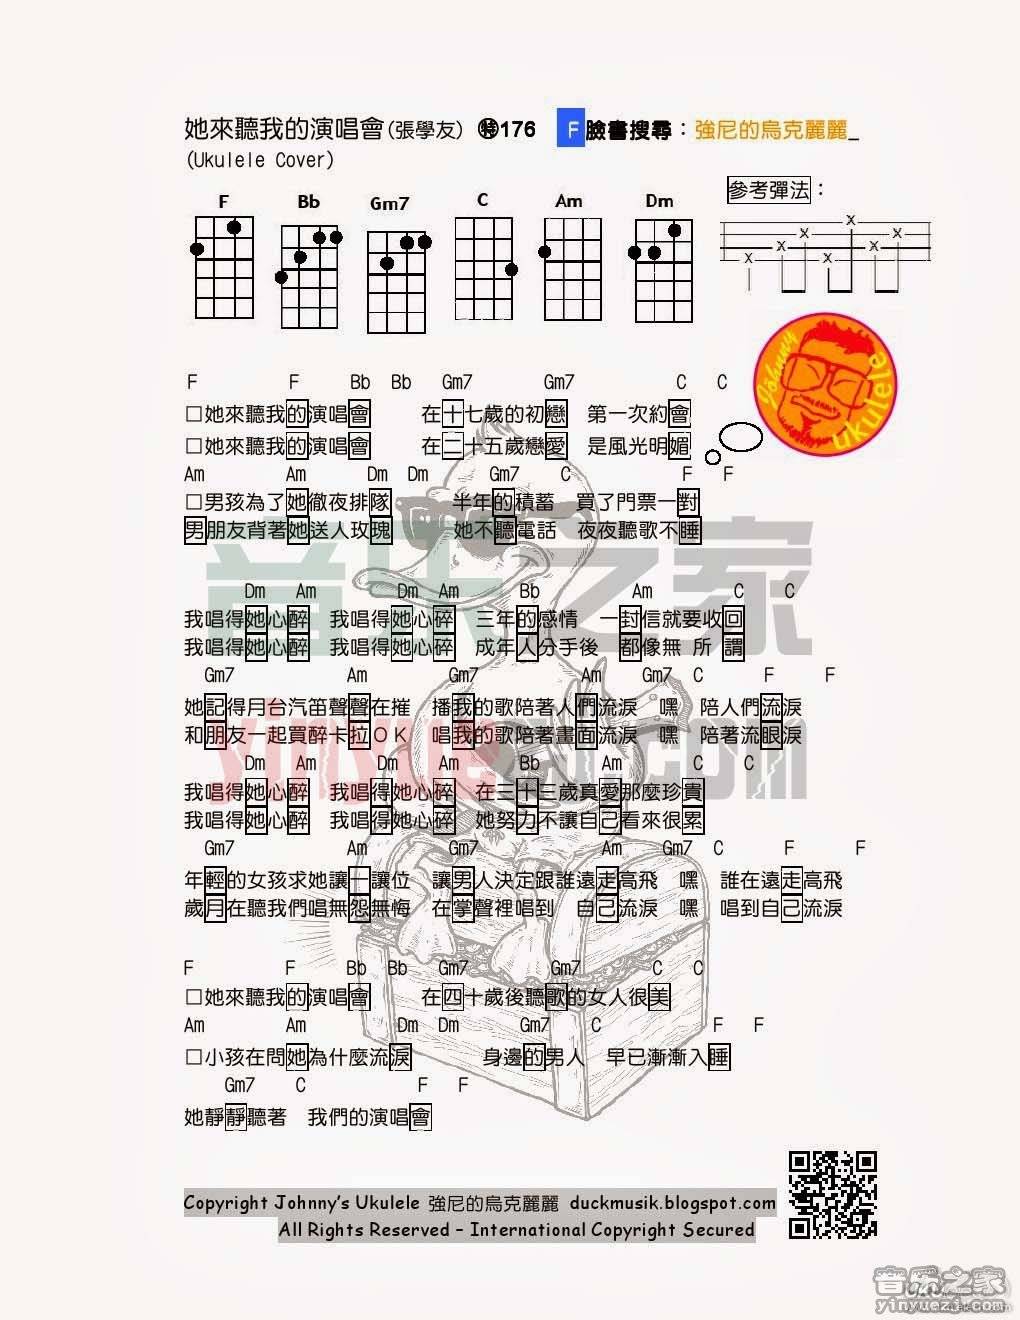 她來聽我的演唱會(張學友) ㊕176 F臉書搜尋：強尼的烏克麗麗_
(Ukulele Cover)
參考彈法：
F Bb Gm7 C Am Dm
Jöhnny ukulele
F F Bb Bb Gm7 Gm7 C C
□她來聽我的演唱會 在十七歲的初戀 第一次約會
□她來聽我的演唱會 在二十五歲戀愛 是風光明媚
Am Am Dm Dm Gm7 C F F
□男孩為了她徹夜排隊 半年的積蓄 買了門票一對
男朋友背著她送人玫瑰 她不聽電話 夜夜聽歌不睡
Dm Am Dm Am Bb Am C C
我唱得她心醉 我唱得她心碎 三年的感情 一封信就要收回
我唱得她心醉 我唱得她心碎 成年人分手後 都像無所謂
Gm7 Am Gm7 Am Gm7 C F F
她記得月台汽笛聲聲在摧 播我的歌陪著人們流淚 嘿 陪人們流淚
和朋友一起買醉卡拉ＯＫ 唱我的歌陪著畫面流淚 嘿 陪著流眼淚
Dm Am Dm Am Bb Am C C
我唱得她心醉 我唱得她心碎 在三十三歲真愛那麼珍貴
我唱得她心醉 我唱得她心碎 她努力不讓自己看來很累
Gm7 Am Gm7 Am Gm7 C F F
年輕的女孩求她讓一讓位 讓男人決定跟誰遠走高飛 嘿 誰在遠走高飛
歲月在聽我們唱無怨無悔 在掌聲裡唱到 自己流淚 嘿 唱到自己流淚
F F Bb Bb Gm7 Gm7 C C
□她來聽我的演唱會 在四十歲後聽歌的女人很美
Am Am Dm Dm Gm7 C F F
□小孩在問她為什麼流淚 身邊的男人 早已漸漸入睡
Gm7 C F F
她靜靜聽著 我們的演唱會
音乐之家
yinyuezj.com
Copyright Johnny's Ukulele 強尼的烏克麗麗 duckmusik.blogspot.com
All Rights Reserved – International Copyright Secured
音乐之家
yinyuezj.com